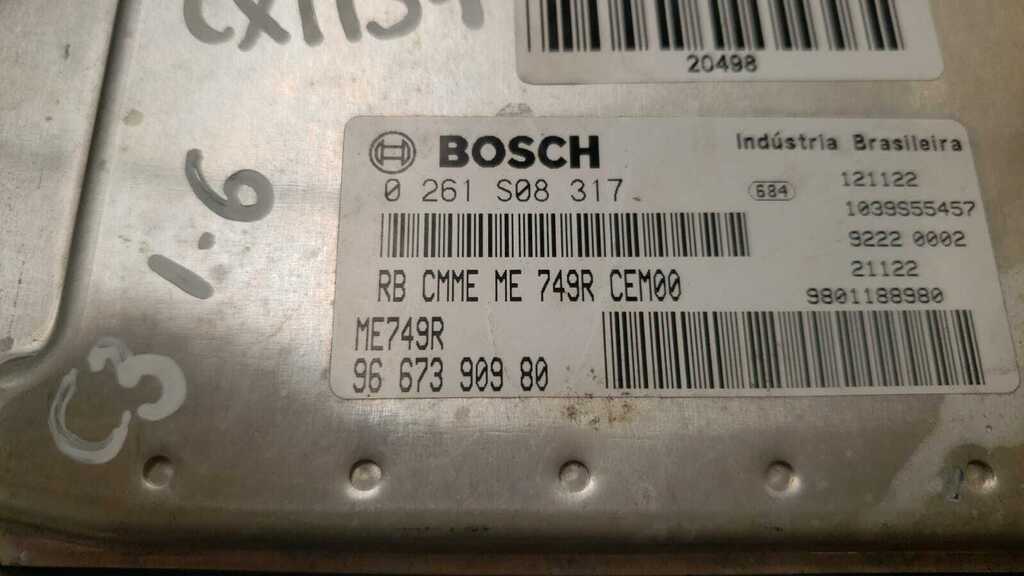 20498
BOSCH
Indústria Brasileira
0 261 S08 317
684
121122
1039S55457
9222 0002
21122
9801188980
RB CMME ME 749R CEM00
ME749R
96 673 909 80
1.6
C3